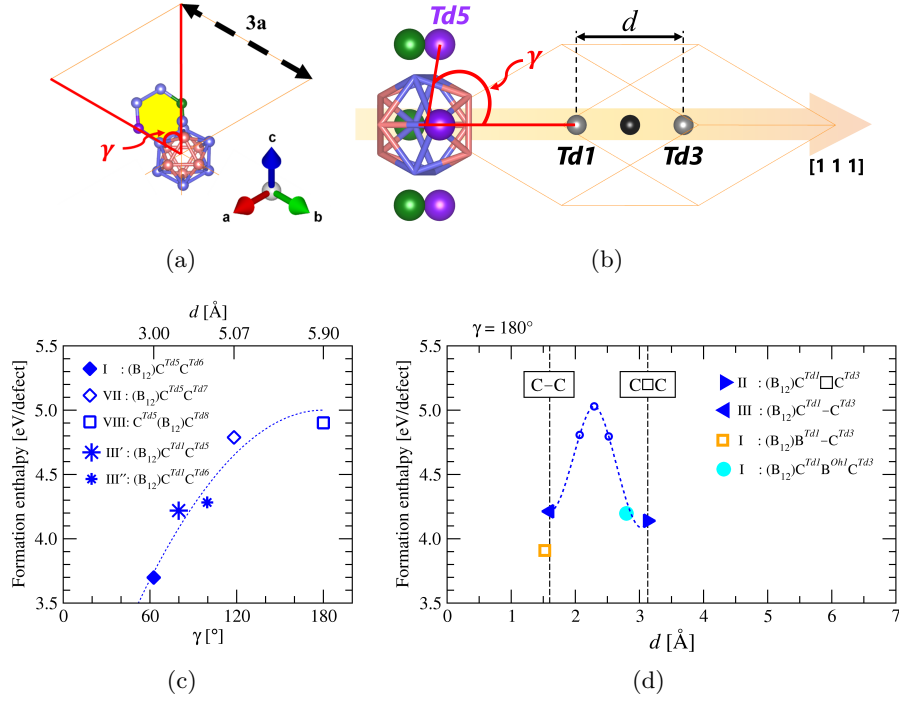 3a
γ
c
a
b
(a)
Td5
d
γ
Td1
Td3
[1 1 1]
(b)
d [Å]
3.00 5.07 5.90
Formation enthalpy [eV/defect]
5.5
5.0
4.5
4.0
3.5
I : (B12)C^Td5C^Td6
VII : (B12)C^Td5C^Td7
VIII: C^Td5(B12)C^Td8
III′ : (B12)C^Td1C^Td5
III′′: (B12)C^Td1C^Td6
0 60 120 180
γ [°]
(c)
γ = 180°
Formation enthalpy [eV/defect]
5.5
5.0
4.5
4.0
3.5
C−C
C□C
II : (B12)C^Td1□C^Td3
III : (B12)C^Td1−C^Td3
I : (B12)B^Td1−C^Td3
I : (B12)C^Td1B^Oh1C^Td3
0 1 2 3 4 5 6 7
d [Å]
(d)